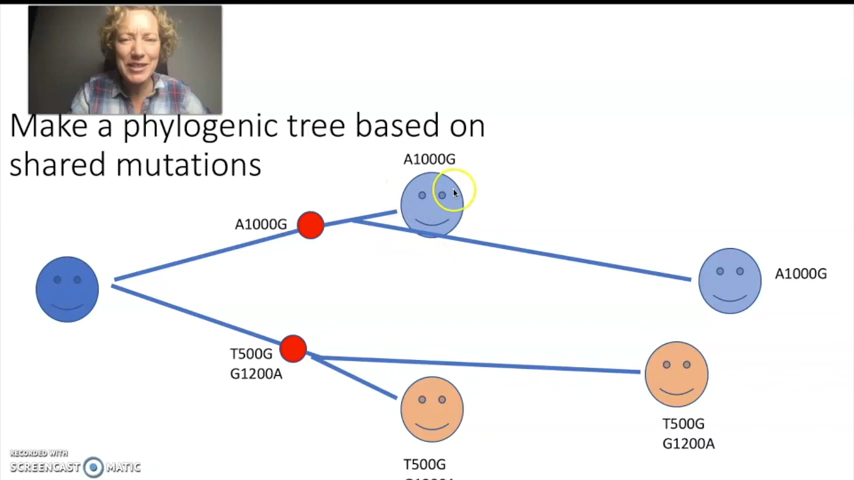 Make a phylogenic tree based on
shared mutations
A1000G
A1000G
A1000G
T500G
G1200A
T500G
G1200A
T500G
RECORDED WITH
SCREENCAST MATIC